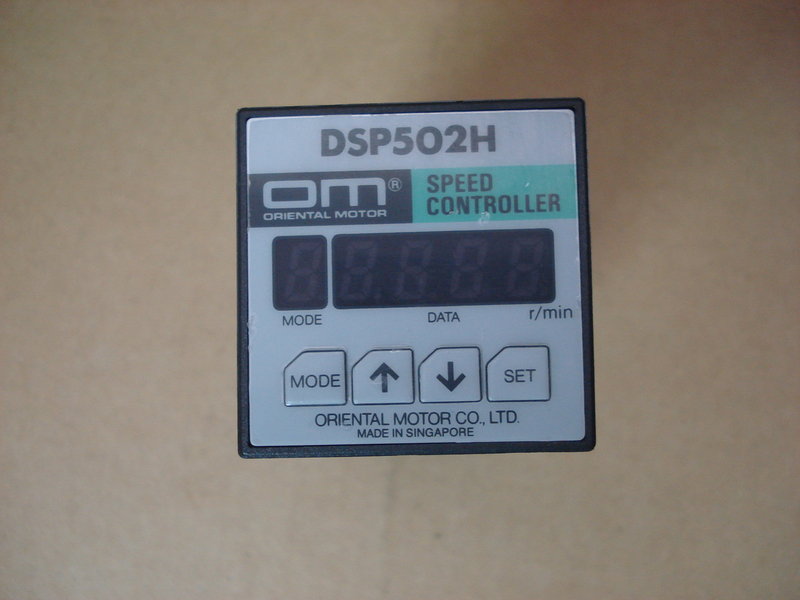 DSP502H
OM®
ORIENTAL MOTOR
SPEED
CONTROLLER
MODE
DATA
r/min
MODE
↑
↓
SET
ORIENTAL MOTOR CO., LTD.
MADE IN SINGAPORE